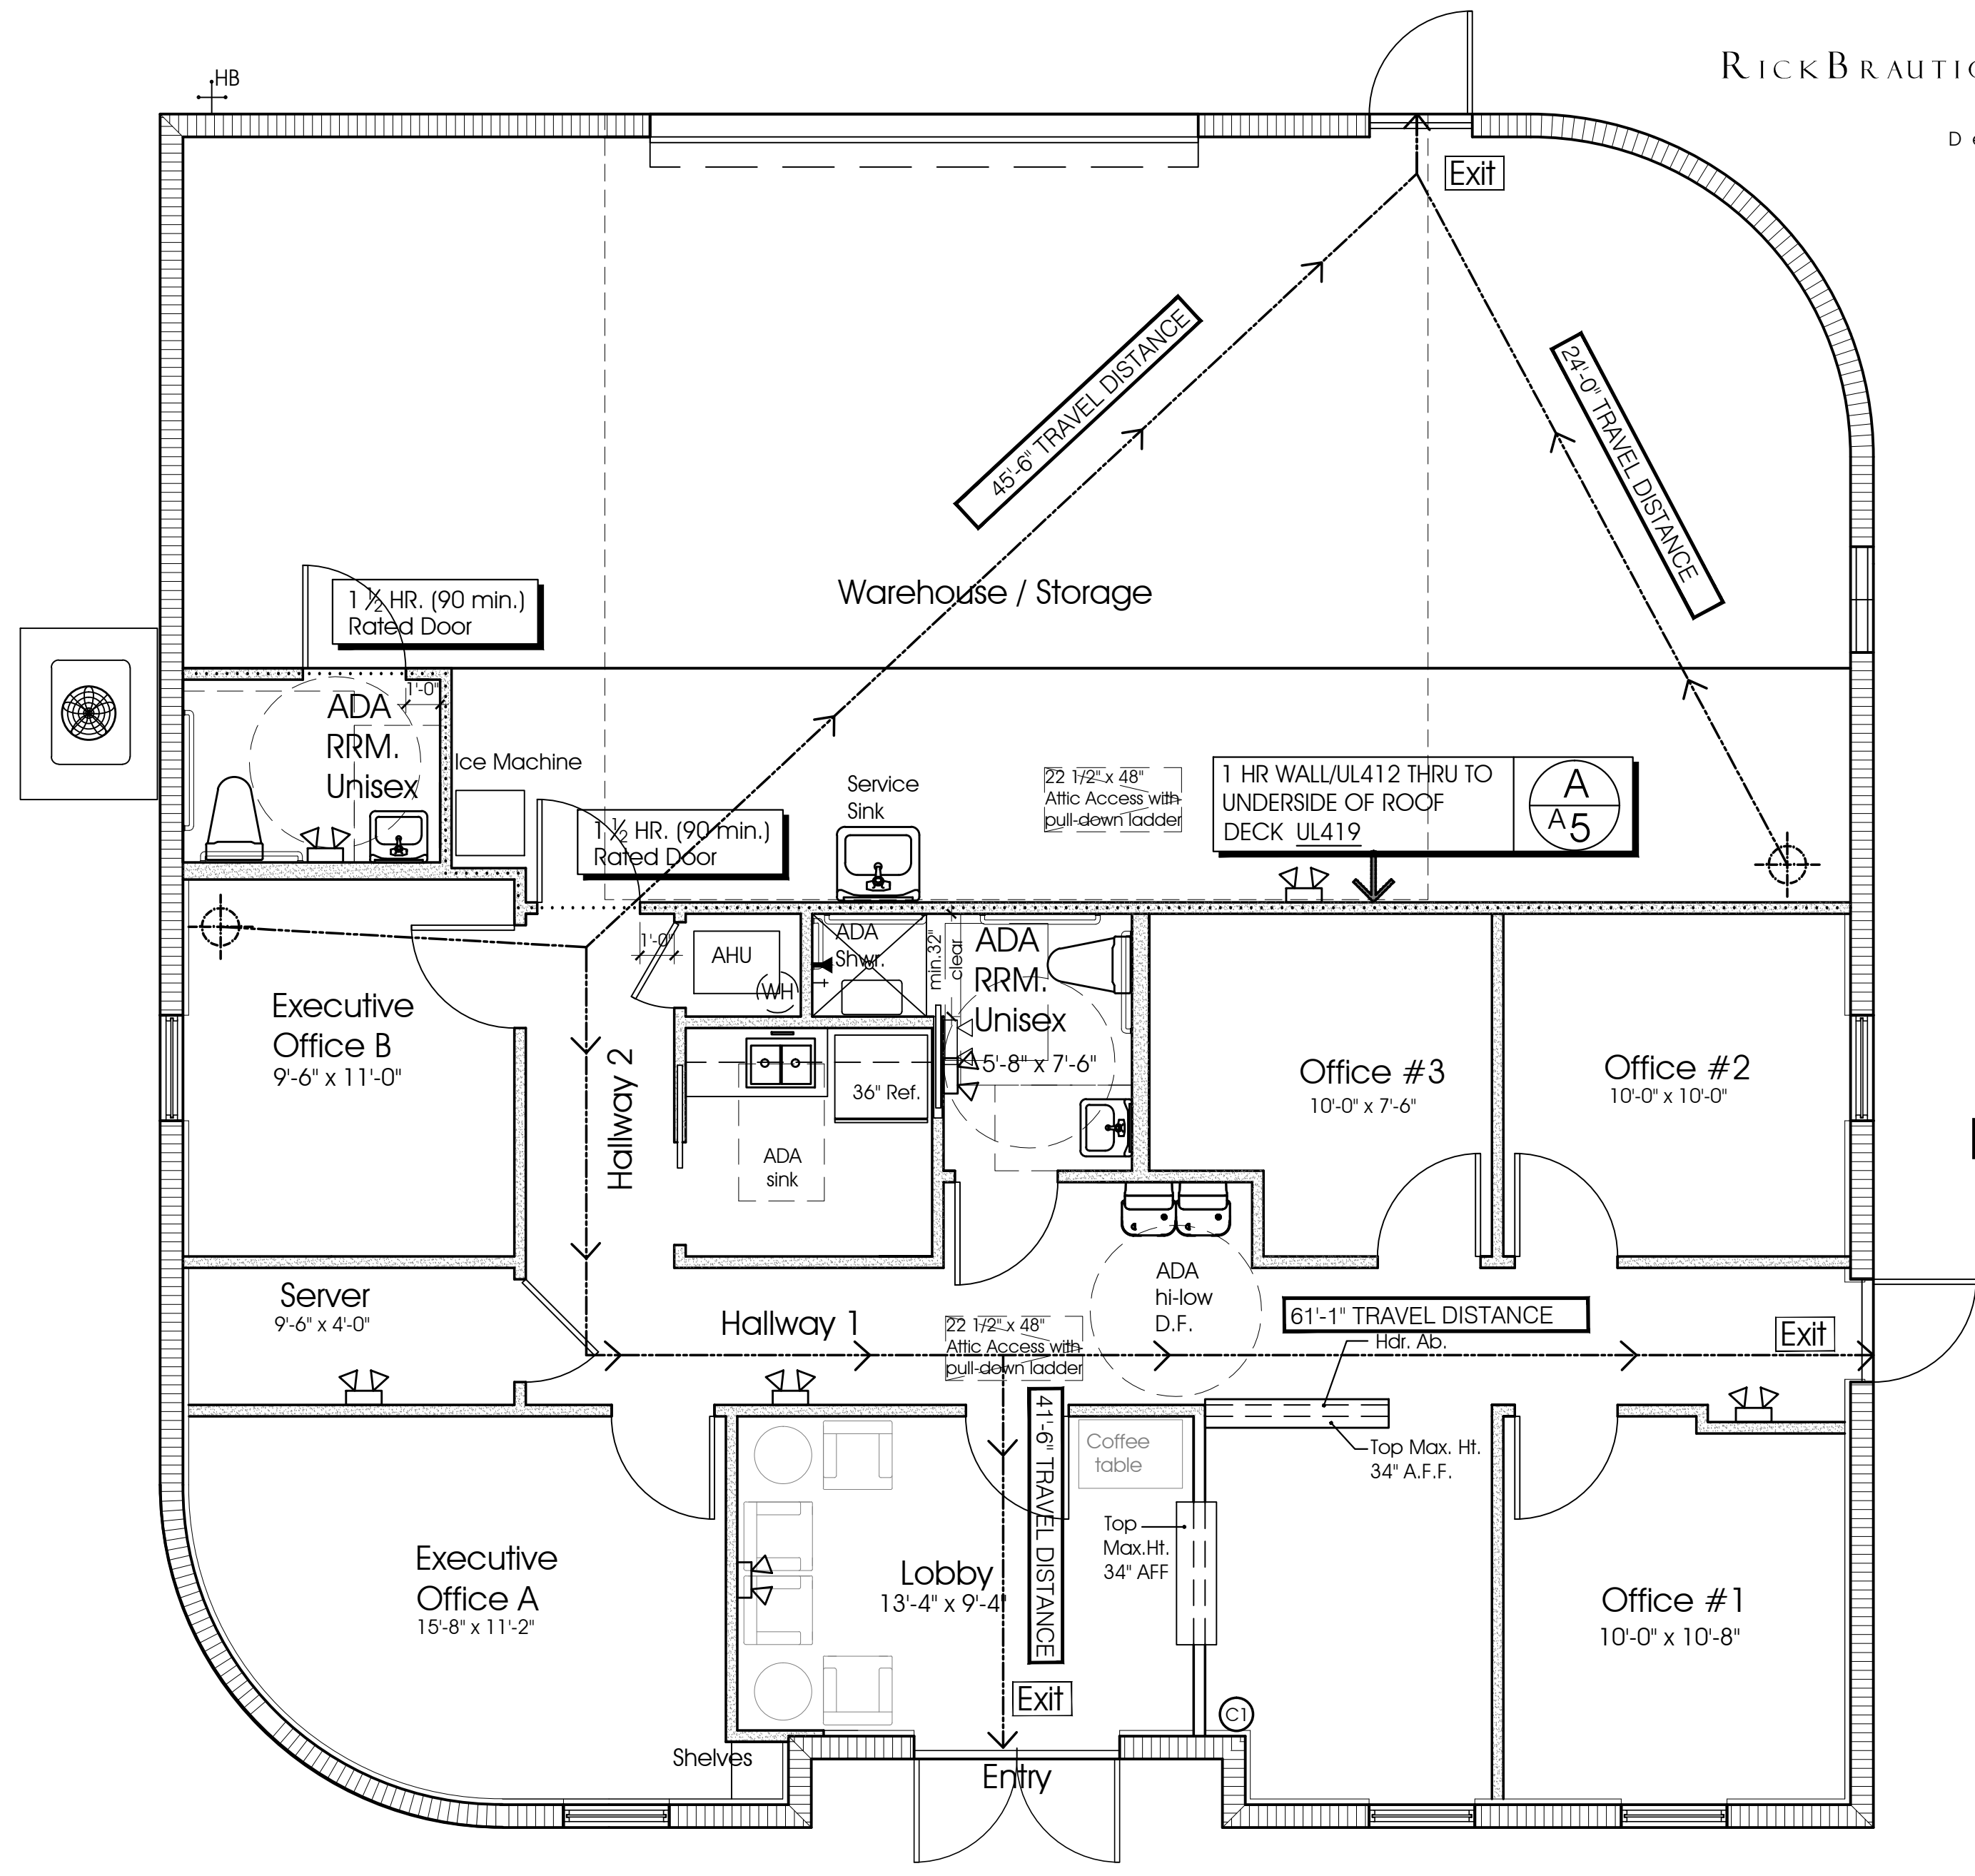 HB
RICKBRAUTIG
De
Exit
45'-6" TRAVEL DISTANCE
24'-0" TRAVEL DISTANCE
1 1/2 HR. (90 min.)
Rated Door
Warehouse / Storage
1'-0"
ADA
RRM.
Unisex
Ice Machine
Service
Sink
22 1/2" x 48"
Attic Access with
pull-down ladder
1 HR WALL/UL412 THRU TO
UNDERSIDE OF ROOF
DECK UL419
A
A5
1 1/2 HR. (90 min.)
Rated Door
1'-0"
AHU
WH
ADA
Shwr.
min.32"
clear
ADA
RRM.
Unisex
5'-8" x 7'-6"
Executive
Office B
9'-6" x 11'-0"
Hallway 2
36" Ref.
ADA
sink
Office #3
10'-0" x 7'-6"
Office #2
10'-0" x 10'-0"
Server
9'-6" x 4'-0"
Hallway 1
22 1/2" x 48"
Attic Access with
pull-down ladder
ADA
hi-low
D.F.
61'-1" TRAVEL DISTANCE
Hdr. Ab.
Exit
41'-6" TRAVEL DISTANCE
Coffee
table
Top Max. Ht.
34" A.F.F.
Top
Max.Ht.
34" AFF
Executive
Office A
15'-8" x 11'-2"
Lobby
13'-4" x 9'-4"
Office #1
10'-0" x 10'-8"
Exit
C1
Shelves
Entry